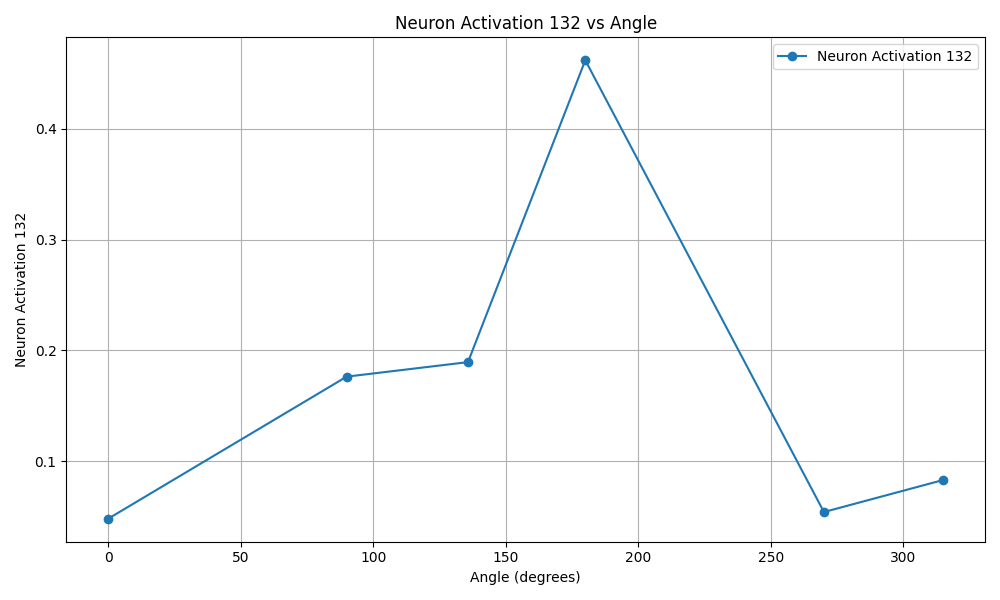 Neuron Activation 132 vs Angle
Neuron Activation 132
Neuron Activation 132
0.4
0.3
0.2
0.1
0 50 100 150 200 250 300
Angle (degrees)